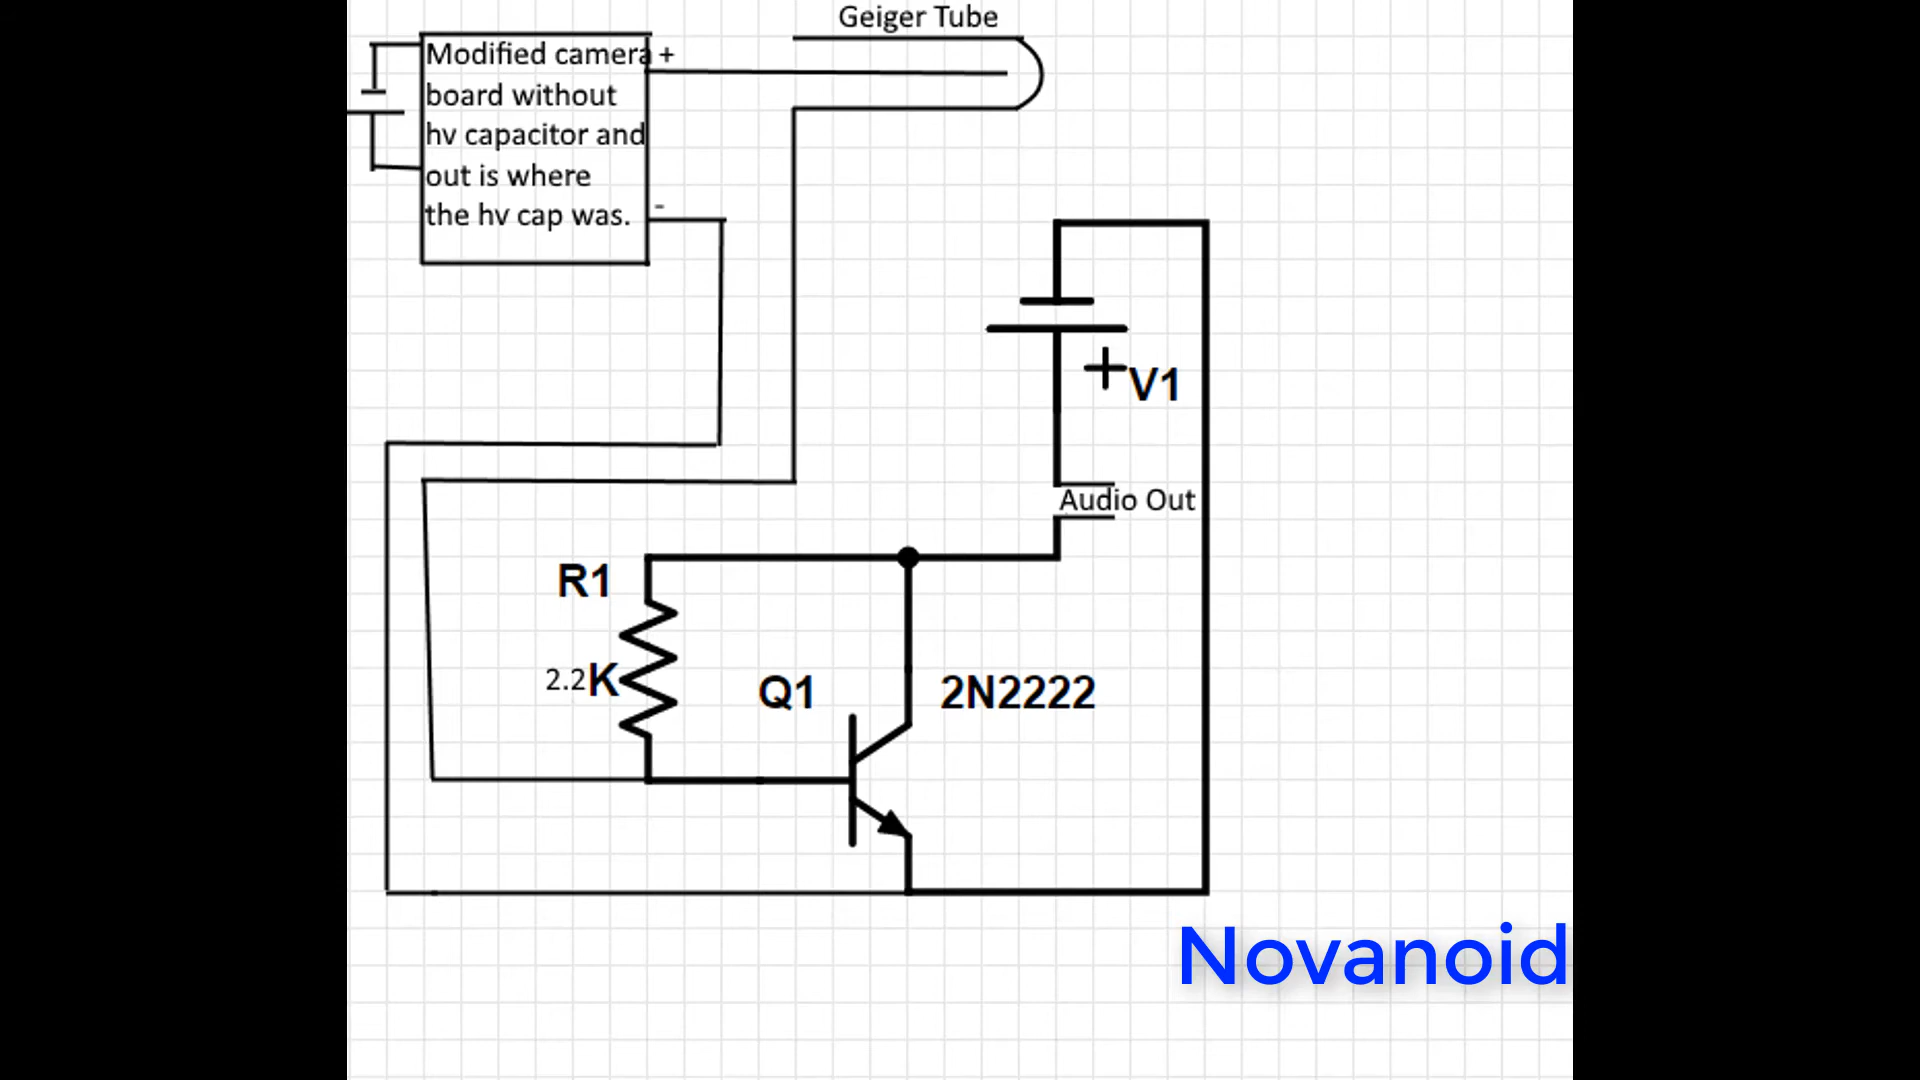 Geiger Tube
Modified camera +
board without
hv capacitor and
out is where
the hv cap was.
-
+
V1
Audio Out
R1
2.2K
Q1
2N2222
Novanoid